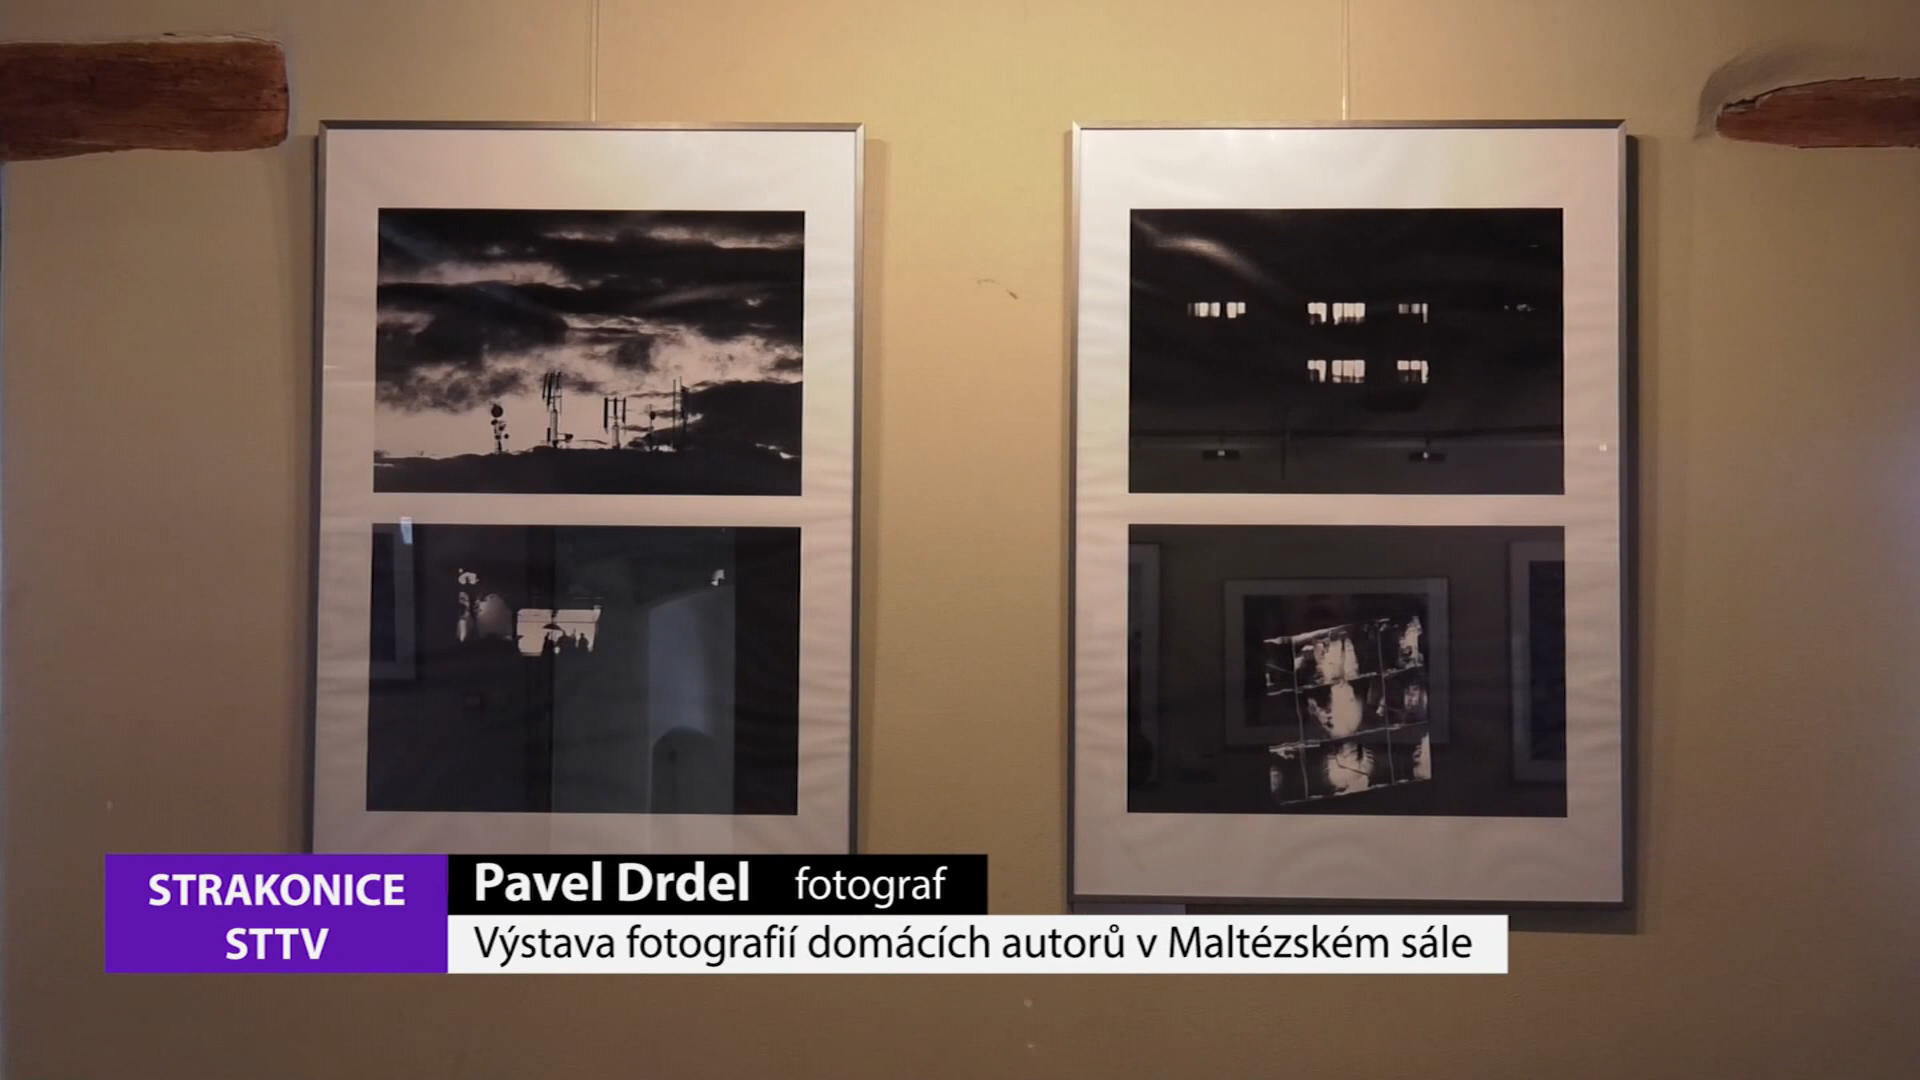 STRAKONICE
STTV
Pavel Drdel fotograf
Výstava fotografií domácích autorů v Maltézském sále